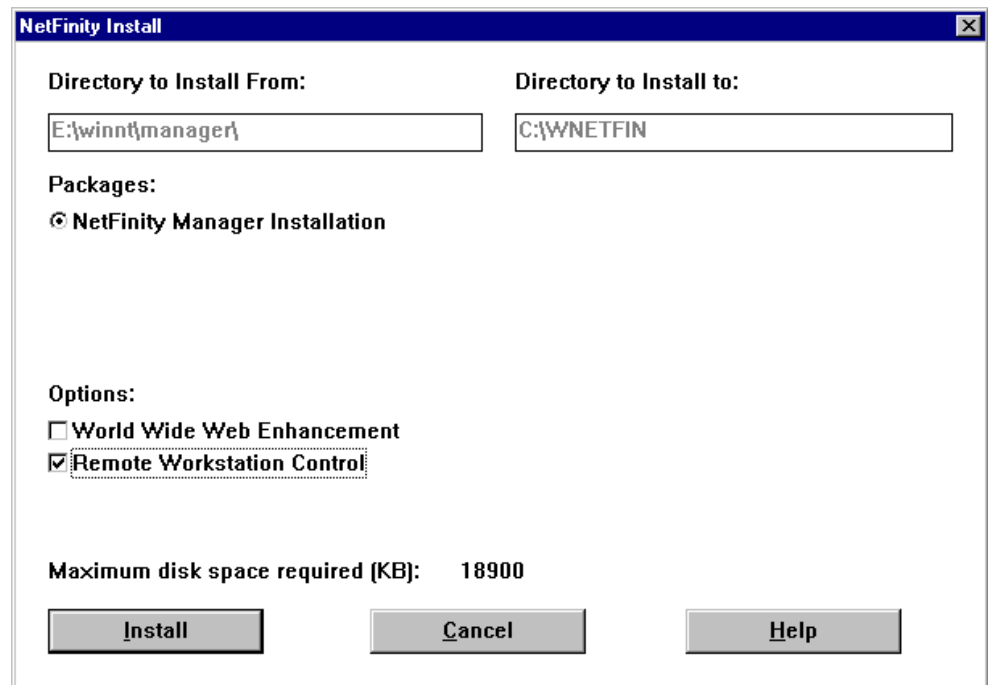 NetFinity Install
Directory to Install From: Directory to Install to:
E:\winnt\manager\ C:\WNETFIN
Packages:
NetFinity Manager Installation
Options:
World Wide Web Enhancement
Remote Workstation Control
Maximum disk space required (KB): 18900
Install Cancel Help